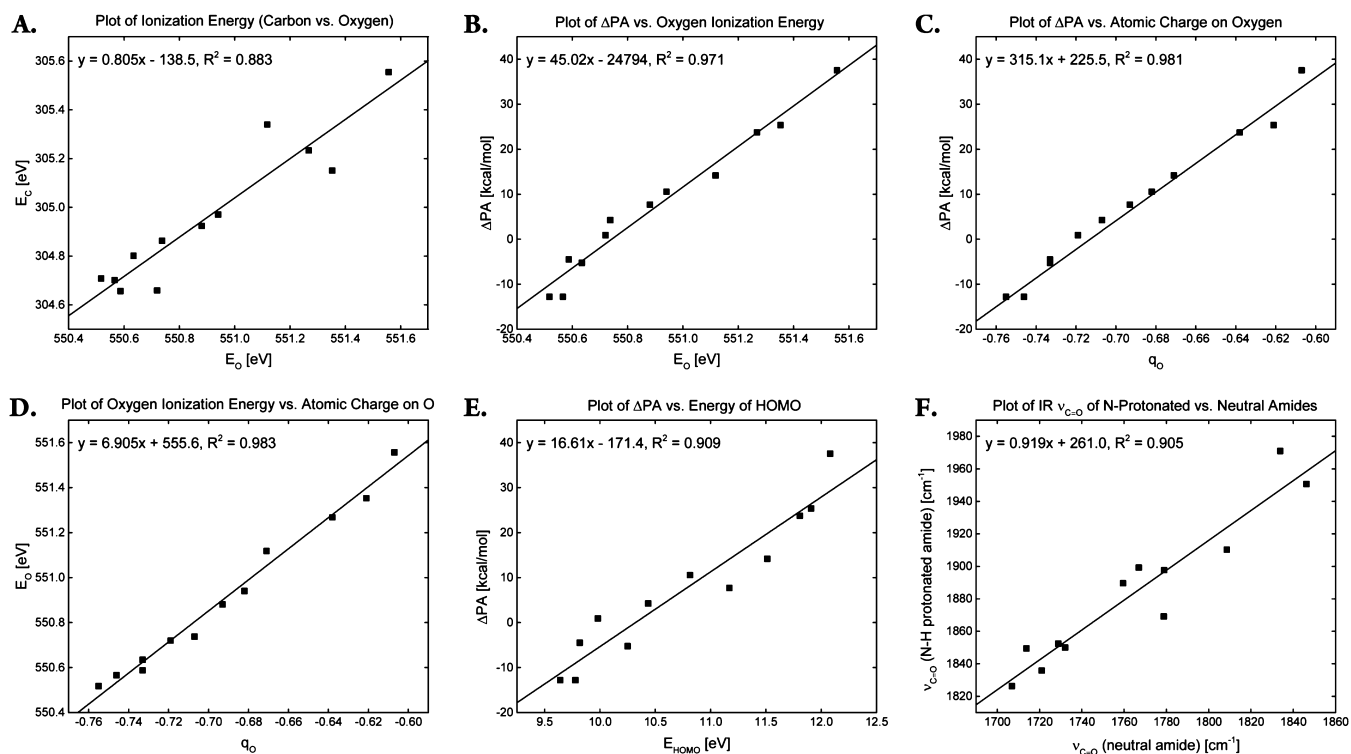 A.
Plot of Ionization Energy (Carbon vs. Oxygen)
y = 0.805x - 138.5, R² = 0.883
305.6
305.4
305.2
305.0
304.8
304.6
E_C [eV]
550.4 550.6 550.8 551.0 551.2 551.4 551.6
E_O [eV]
B.
Plot of ΔPA vs. Oxygen Ionization Energy
y = 45.02x - 24794, R² = 0.971
40
30
20
10
0
-10
-20
ΔPA [kcal/mol]
550.4 550.6 550.8 551.0 551.2 551.4 551.6
E_O [eV]
C.
Plot of ΔPA vs. Atomic Charge on Oxygen
y = 315.1x + 225.5, R² = 0.981
40
30
20
10
0
-10
-20
ΔPA [kcal/mol]
-0.76 -0.74 -0.72 -0.70 -0.68 -0.66 -0.64 -0.62 -0.60
q_O
D.
Plot of Oxygen Ionization Energy vs. Atomic Charge on O
y = 6.905x + 555.6, R² = 0.983
551.6
551.4
551.2
551.0
550.8
550.6
550.4
E_O [eV]
-0.76 -0.74 -0.72 -0.70 -0.68 -0.66 -0.64 -0.62 -0.60
q_O
E.
Plot of ΔPA vs. Energy of HOMO
y = 16.61x - 171.4, R² = 0.909
40
30
20
10
0
-10
-20
ΔPA [kcal/mol]
9.5 10.0 10.5 11.0 11.5 12.0 12.5
E_HOMO [eV]
F.
Plot of IR ν_C=O of N-Protonated vs. Neutral Amides
y = 0.919x + 261.0, R² = 0.905
1980
1960
1940
1920
1900
1880
1860
1840
1820
ν_C=O (N-H protonated amide) [cm⁻¹]
1700 1720 1740 1760 1780 1800 1820 1840 1860
ν_C=O (neutral amide) [cm⁻¹]